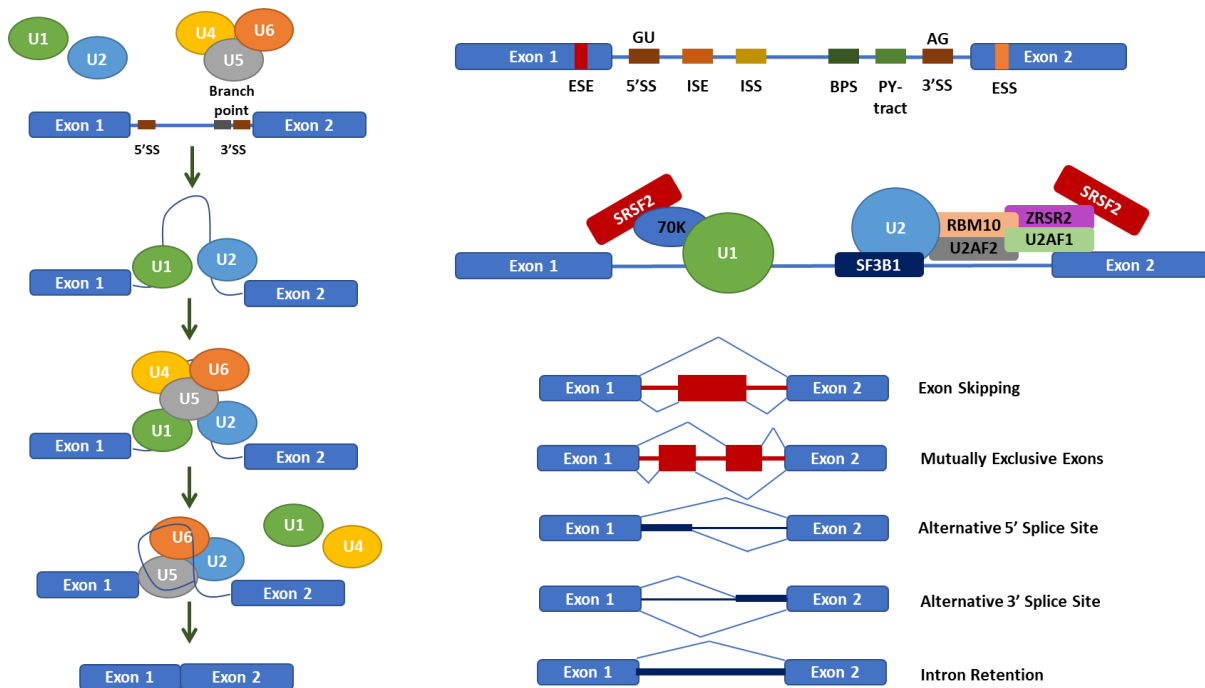 U1
U2
U4
U6
U5
Branch
point
Exon 1
Exon 2
5'SS
3'SS
U1
U2
Exon 1
Exon 2
U4
U6
U5
U1
U2
Exon 1
Exon 2
U6
U5
U2
U1
U4
Exon 1
Exon 2
Exon 1
Exon 2
GU
AG
Exon 1
Exon 2
ESE
5'SS
ISE
ISS
BPS
PY-
tract
3'SS
ESS
SRSF2
70K
U1
U2
SF3B1
RBM10
U2AF2
ZRSR2
U2AF1
SRSF2
Exon 1
Exon 2
Exon 1
Exon 2
Exon Skipping
Exon 1
Exon 2
Mutually Exclusive Exons
Exon 1
Exon 2
Alternative 5' Splice Site
Exon 1
Exon 2
Alternative 3' Splice Site
Exon 1
Exon 2
Intron Retention